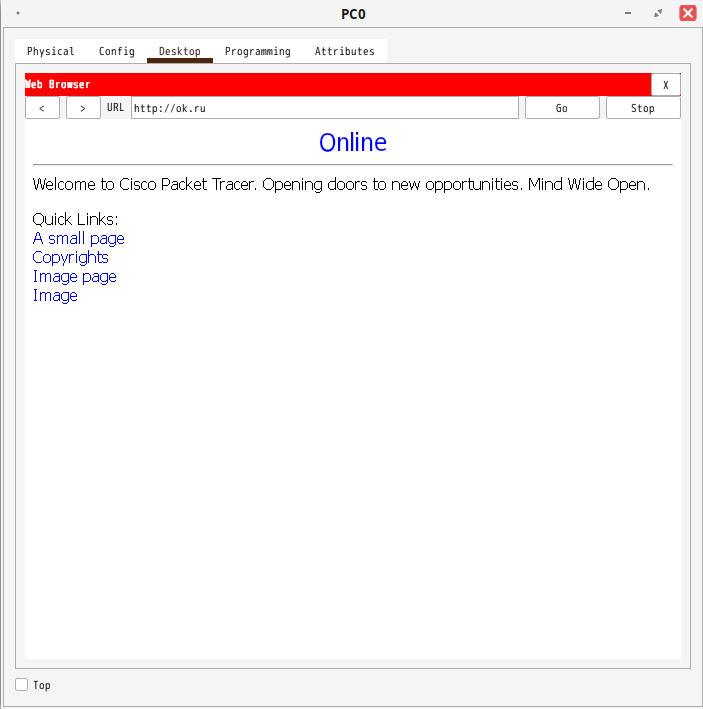 PC0
Physical Config Desktop Programming Attributes
Web Browser X
< > URL http://ok.ru Go Stop
Online
Welcome to Cisco Packet Tracer. Opening doors to new opportunities. Mind Wide Open.
Quick Links:
A small page
Copyrights
Image page
Image
Top